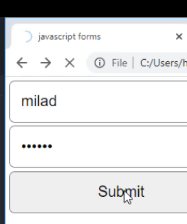 javascript forms
File | C:/Users/h
milad
••••••
Submit